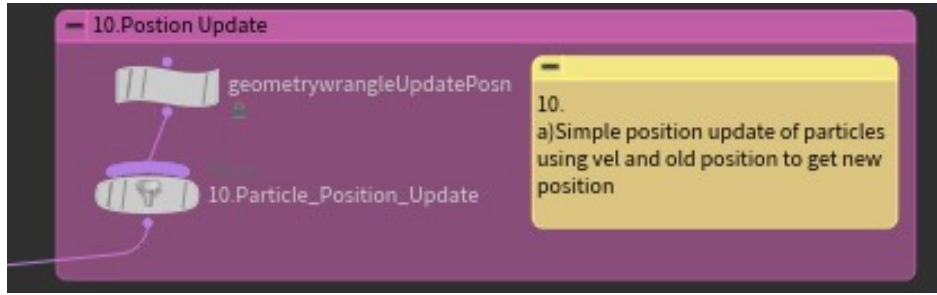 10.Postion Update
geometrywrangleUpdatePosn
10.Particle_Position_Update
10.
a)Simple position update of particles
using vel and old position to get new
position